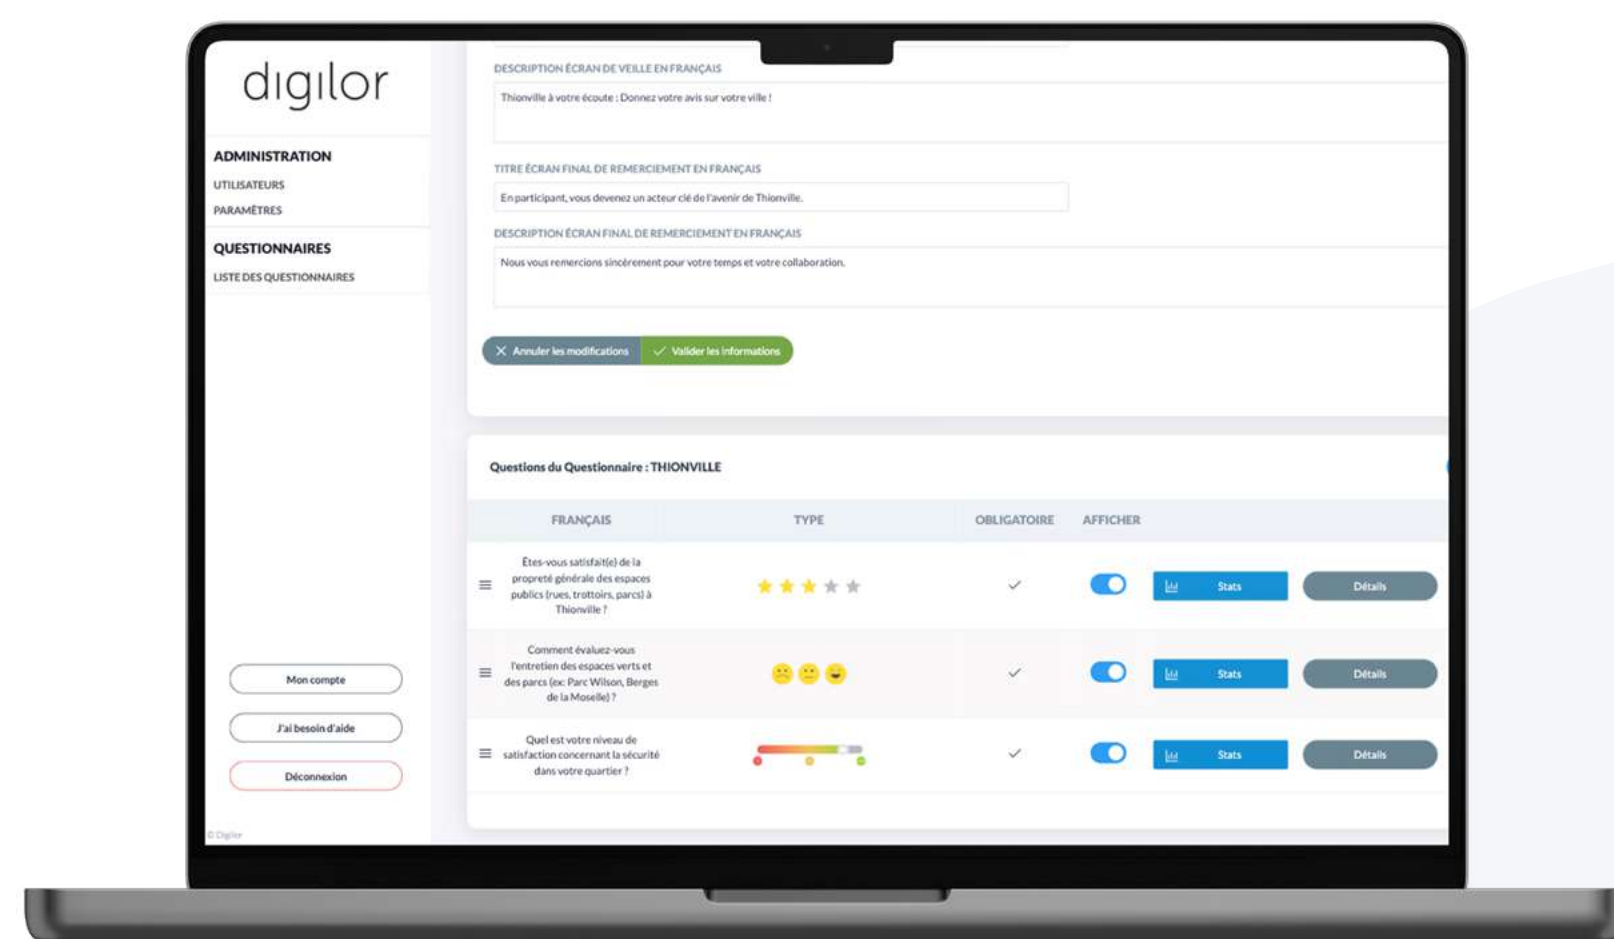 digilor
ADMINISTRATION
UTILISATEURS
PARAMÈTRES
QUESTIONNAIRES
LISTE DES QUESTIONNAIRES
Mon compte
J'ai besoin d'aide
Déconnexion
© Digilor
DESCRIPTION ÉCRAN DE VEILLE EN FRANÇAIS
Thionville à votre écoute : Donnez votre avis sur votre ville !
TITRE ÉCRAN FINAL DE REMERCIEMENT EN FRANÇAIS
En participant, vous devenez un acteur clé de l'avenir de Thionville.
DESCRIPTION ÉCRAN FINAL DE REMERCIEMENT EN FRANÇAIS
Nous vous remercions sincèrement pour votre temps et votre collaboration.
Annuler les modifications Valider les informations
Questions du Questionnaire : THIONVILLE
FRANÇAIS TYPE OBLIGATOIRE AFFICHER
Êtes-vous satisfait(e) de la
propreté générale des espaces
publics (rues, trottoirs, parcs) à
Thionville ?
Stats Détails
Comment évaluez-vous
l'entretien des espaces verts et
des parcs (ex: Parc Wilson, Berges
de la Moselle) ?
Stats Détails
Quel est votre niveau de
satisfaction concernant la sécurité
dans votre quartier ?
Stats Détails